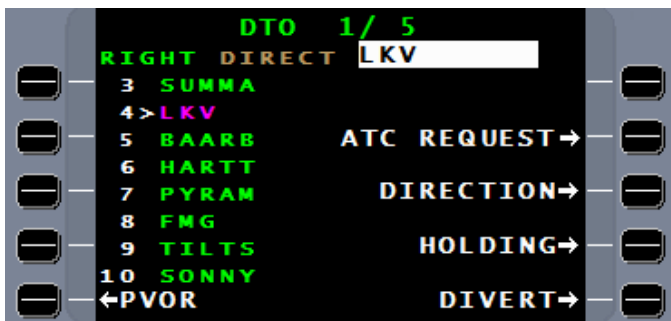 DTO 1/ 5
RIGHT DIRECT LKV
3 SUMMA
4>LKV
5 BAARB ATC REQUEST→
6 HARTT
7 PYRAM DIRECTION→
8 FMG
9 TILTS HOLDING→
10 SONNY
←PVOR DIVERT→